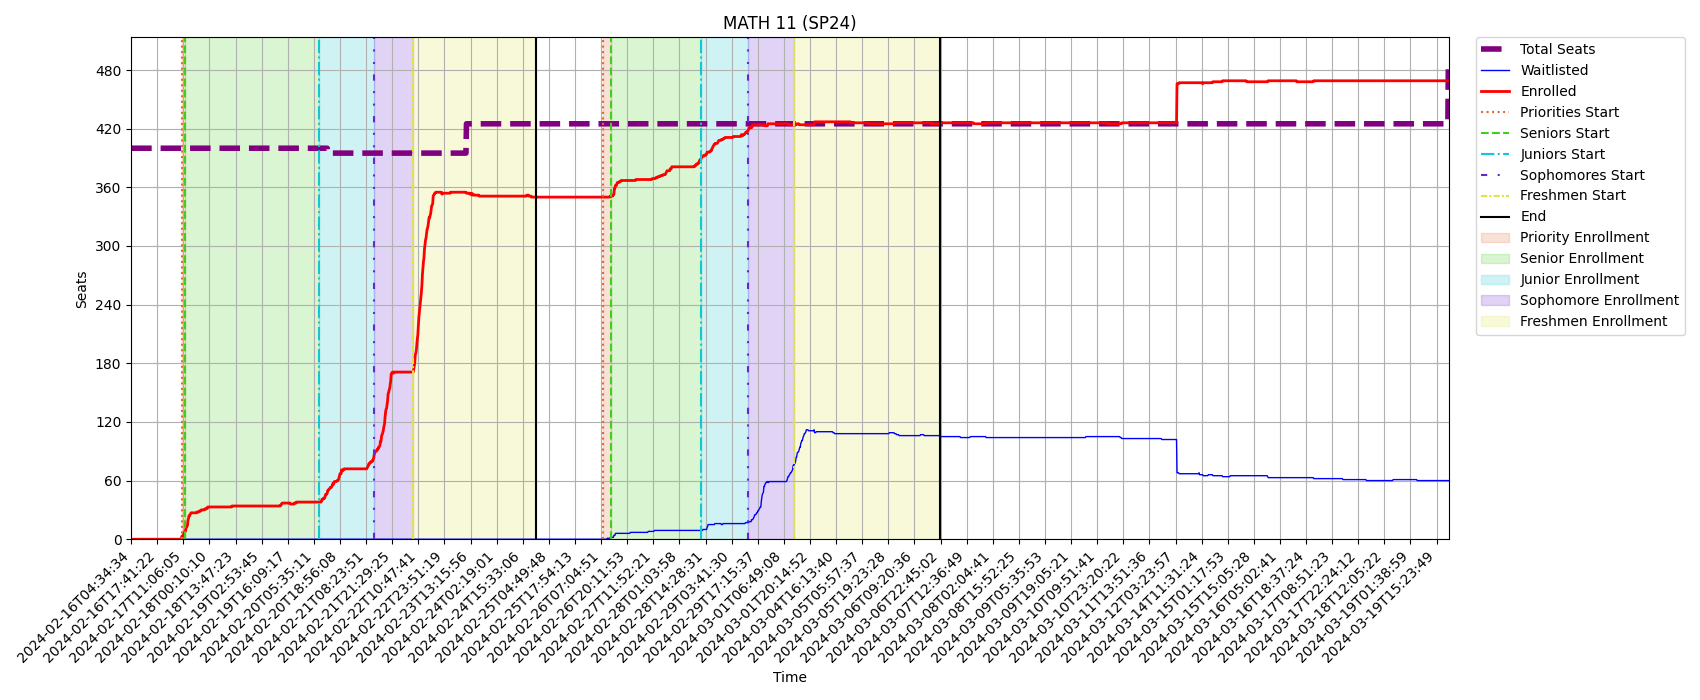 MATH 11 (SP24)
Seats
480
420
360
300
240
180
120
60
0
2024-02-16T04:34:34
2024-02-16T17:41:22
2024-02-17T11:06:05
2024-02-18T00:10:10
2024-02-18T13:47:23
2024-02-19T02:53:45
2024-02-19T16:09:17
2024-02-20T05:35:11
2024-02-20T18:56:08
2024-02-21T08:23:51
2024-02-21T21:29:25
2024-02-22T10:47:41
2024-02-22T23:51:19
2024-02-23T13:15:56
2024-02-24T02:19:01
2024-02-24T15:33:06
2024-02-25T04:49:48
2024-02-25T17:54:13
2024-02-26T07:04:51
2024-02-26T20:11:53
2024-02-27T11:52:21
2024-02-28T01:03:58
2024-02-28T14:28:31
2024-02-29T03:41:30
2024-02-29T17:15:37
2024-03-01T06:49:08
2024-03-01T20:14:52
2024-03-04T16:13:40
2024-03-05T05:57:37
2024-03-05T19:23:28
2024-03-06T09:20:36
2024-03-06T22:45:02
2024-03-07T12:36:49
2024-03-08T02:04:41
2024-03-08T15:52:25
2024-03-09T05:35:53
2024-03-09T19:05:21
2024-03-10T09:51:41
2024-03-10T23:20:22
2024-03-11T13:51:36
2024-03-12T03:23:57
2024-03-14T11:31:24
2024-03-15T01:17:53
2024-03-15T15:05:28
2024-03-16T05:02:41
2024-03-16T18:37:24
2024-03-17T08:51:23
2024-03-17T22:24:12
2024-03-18T12:05:22
2024-03-19T01:38:59
2024-03-19T15:23:49
Time
Total Seats
Waitlisted
Enrolled
Priorities Start
Seniors Start
Juniors Start
Sophomores Start
Freshmen Start
End
Priority Enrollment
Senior Enrollment
Junior Enrollment
Sophomore Enrollment
Freshmen Enrollment